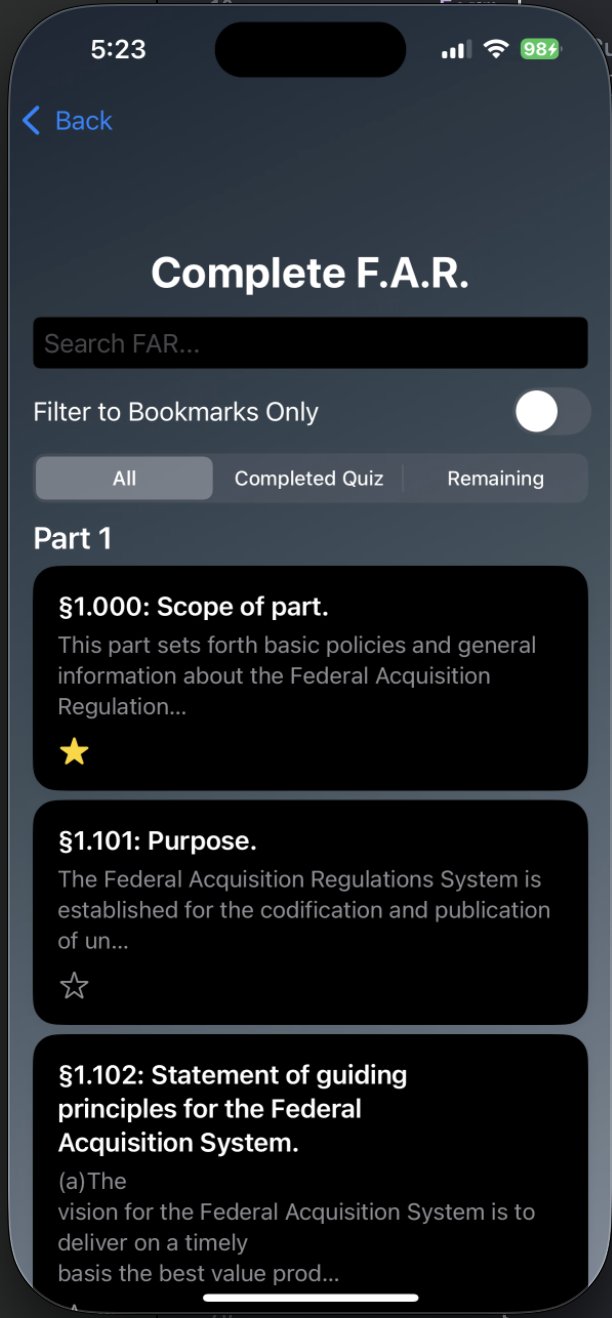 5:23
98
Back
Complete F.A.R.
Search FAR...
Filter to Bookmarks Only
All
Completed Quiz
Remaining
Part 1
§1.000: Scope of part.
This part sets forth basic policies and general
information about the Federal Acquisition
Regulation...
§1.101: Purpose.
The Federal Acquisition Regulations System is
established for the codification and publication
of un...
§1.102: Statement of guiding
principles for the Federal
Acquisition System.
(a)The
vision for the Federal Acquisition System is to
deliver on a timely
basis the best value prod...